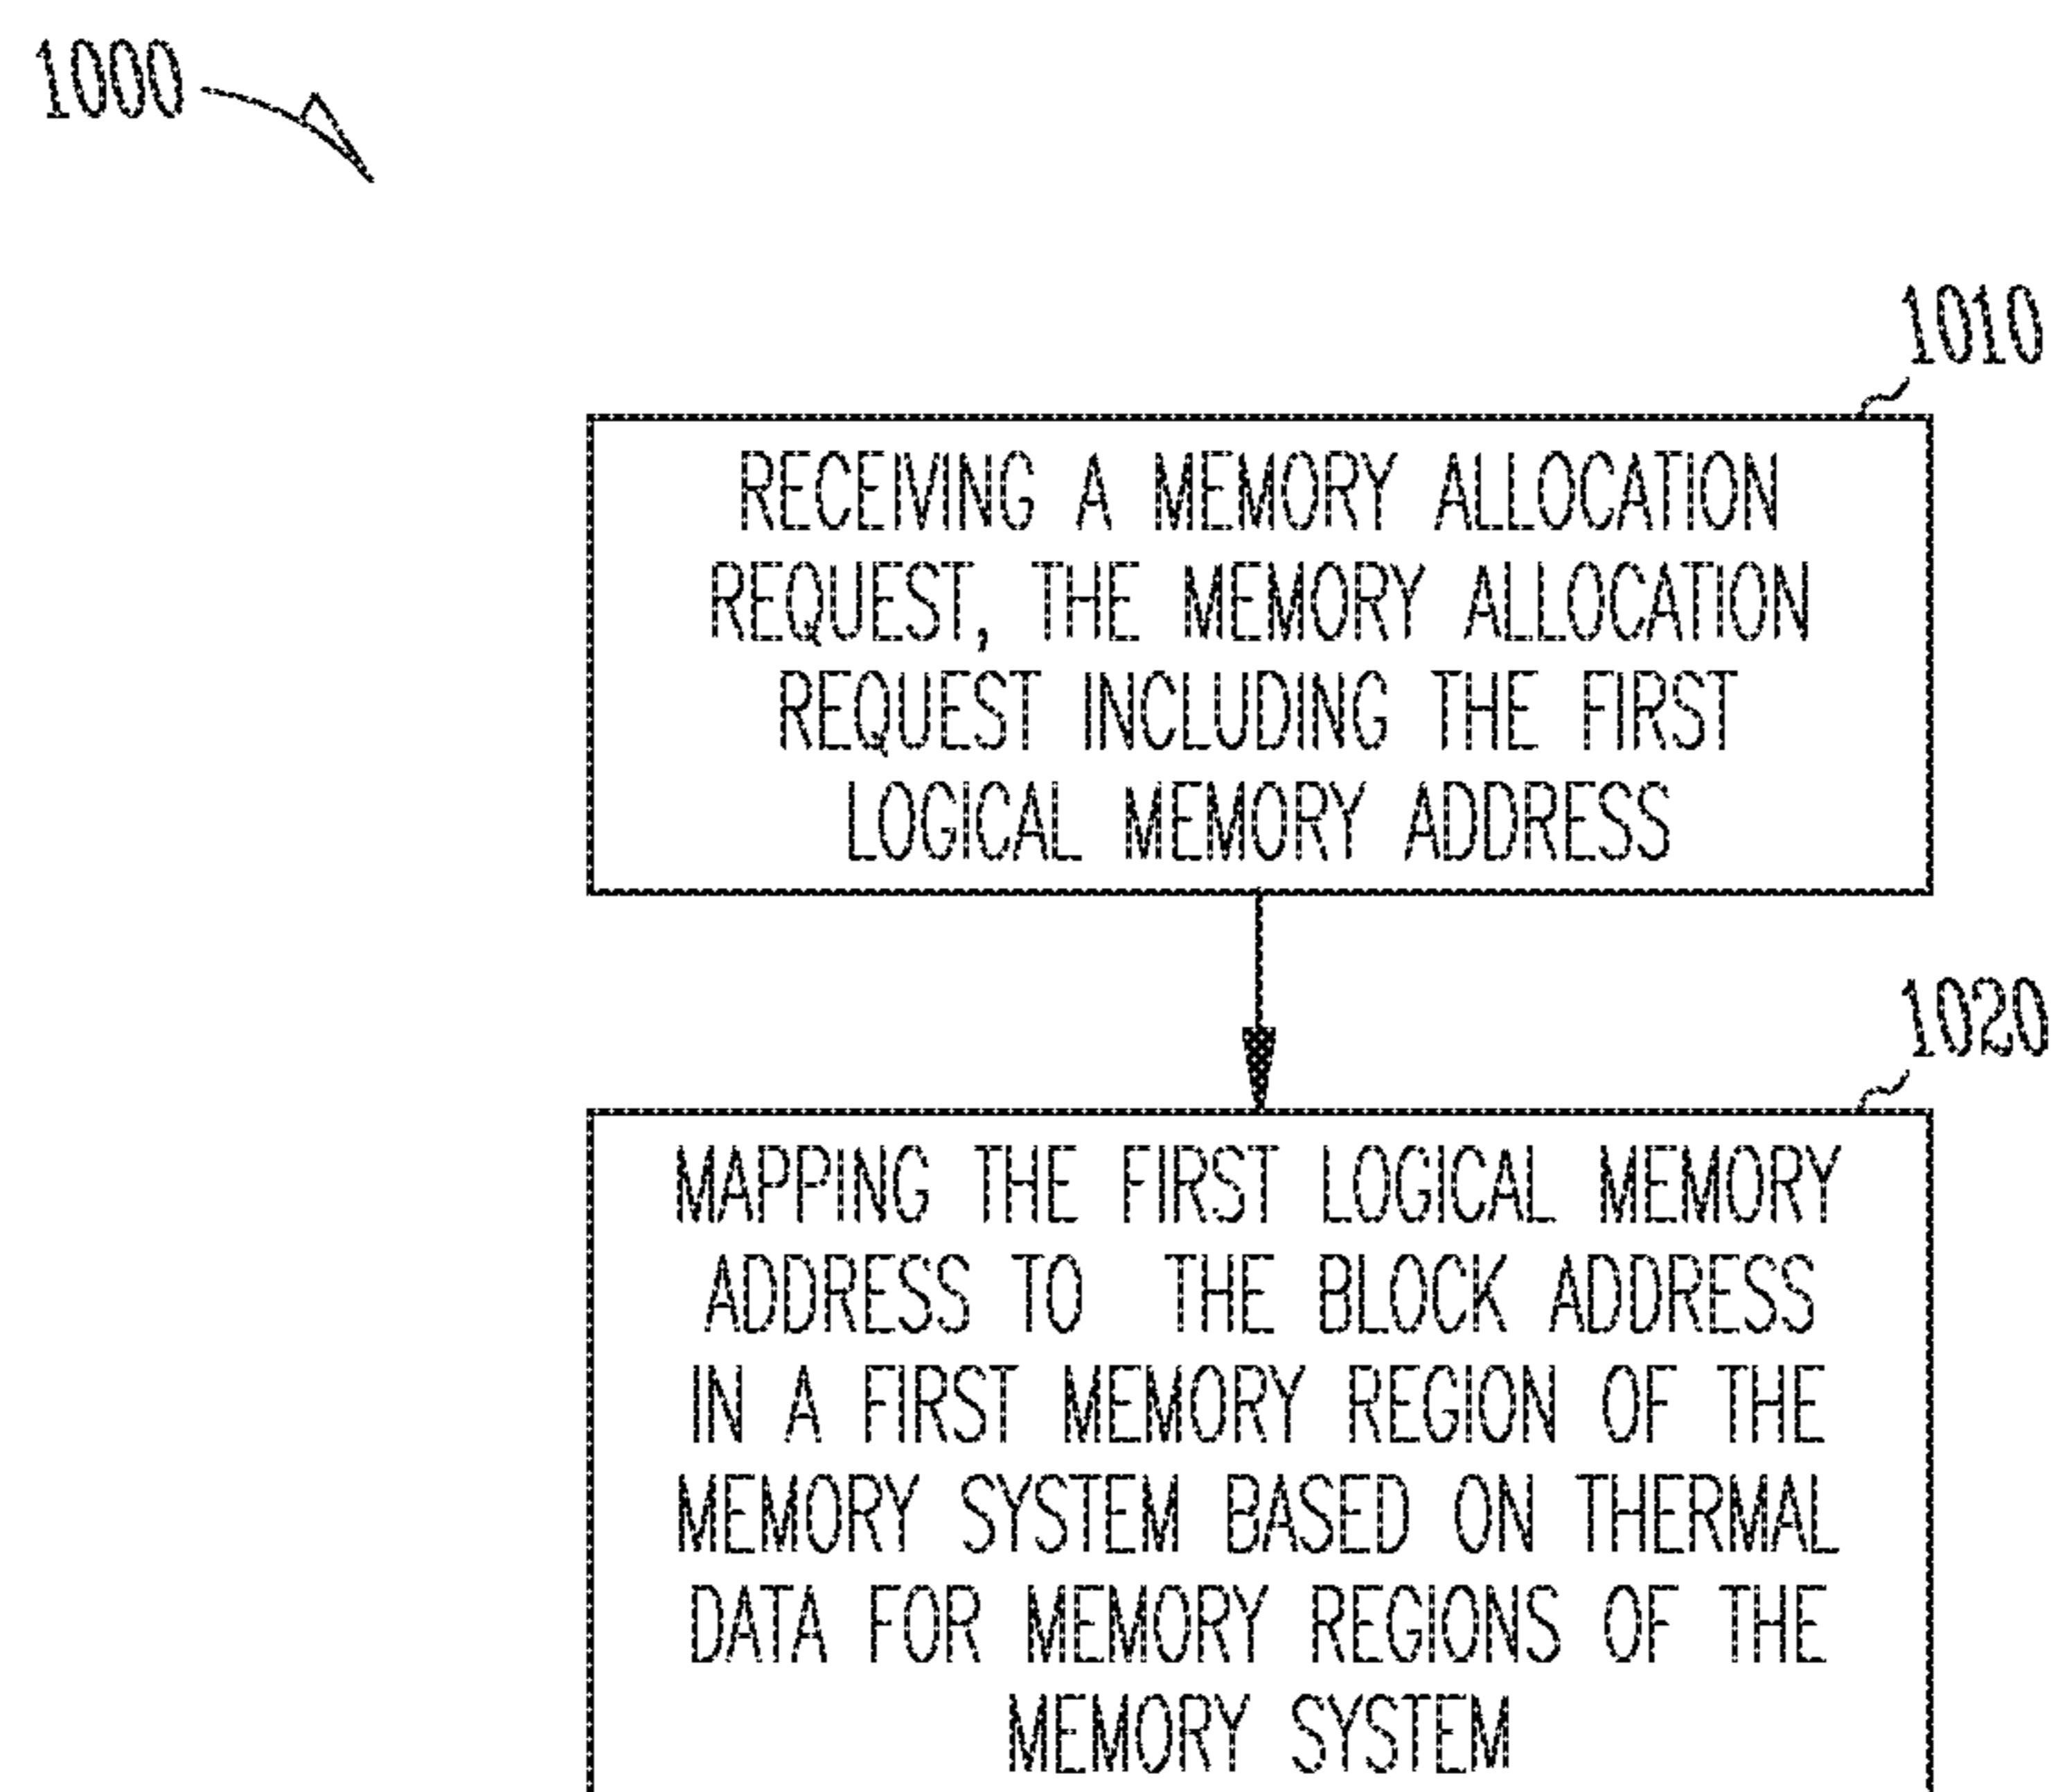 1000
1010
RECEIVING A MEMORY ALLOCATION
REQUEST, THE MEMORY ALLOCATION
REQUEST INCLUDING THE FIRST
LOGICAL MEMORY ADDRESS
1020
MAPPING THE FIRST LOGICAL MEMORY
ADDRESS TO THE BLOCK ADDRESS
IN A FIRST MEMORY REGION OF THE
MEMORY SYSTEM BASED ON THERMAL
DATA FOR MEMORY REGIONS OF THE
MEMORY SYSTEM